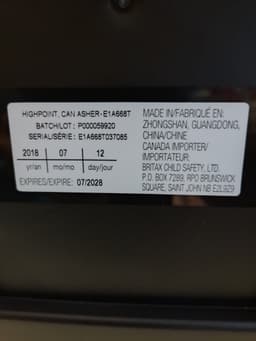 HIGHPOINT, CAN ASHER - E1A668T
BATCH/LOT: P000059920
SERIAL/SÉRIE: E1A668T037085
2018 07 12
yr/an mo/mo day/jour
EXPIRES/EXPIRE: 07/2028
MADE IN/FABRIQUÉ EN:
ZHONGSHAN, GUANGDONG,
CHINA/CHINE
CANADA IMPORTER/
IMPORTATEUR:
BRITAX CHILD SAFETY, LTD.
P.O. BOX 7289, RPO BRUNSWICK
SQUARE, SAINT JOHN NB E2L9Z9